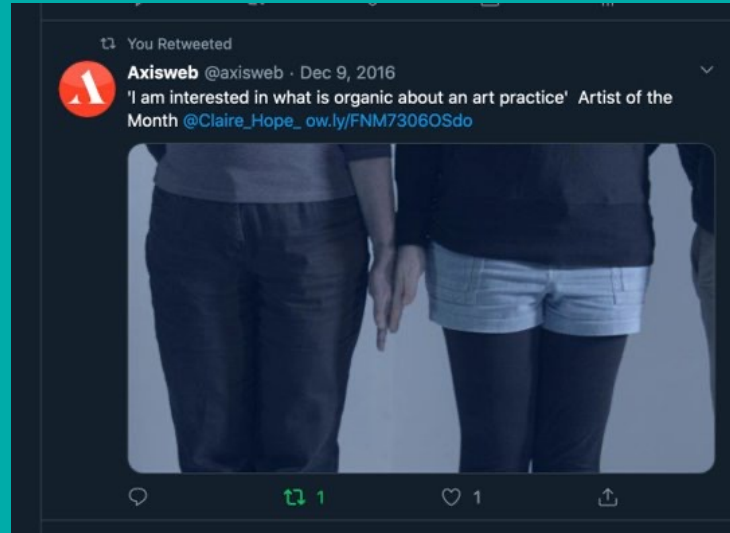 You Retweeted
Axisweb @axisweb · Dec 9, 2016
'I am interested in what is organic about an art practice'  Artist of the
Month @Claire_Hope_ ow.ly/FNM7306OSdo
1
1